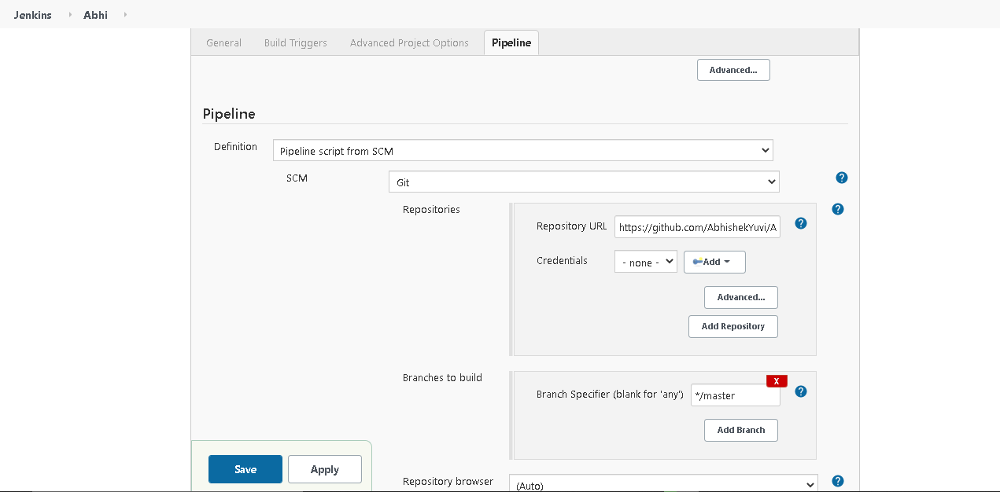 Jenkins Abhi
General Build Triggers Advanced Project Options Pipeline
Advanced...
Pipeline
Definition Pipeline script from SCM
SCM Git
Repositories
Repository URL https://github.com/AbhishekYuvi/A
Credentials - none - Add
Advanced...
Add Repository
Branches to build
X
Branch Specifier (blank for 'any') */master
Add Branch
Save Apply
Repository browser (Auto)